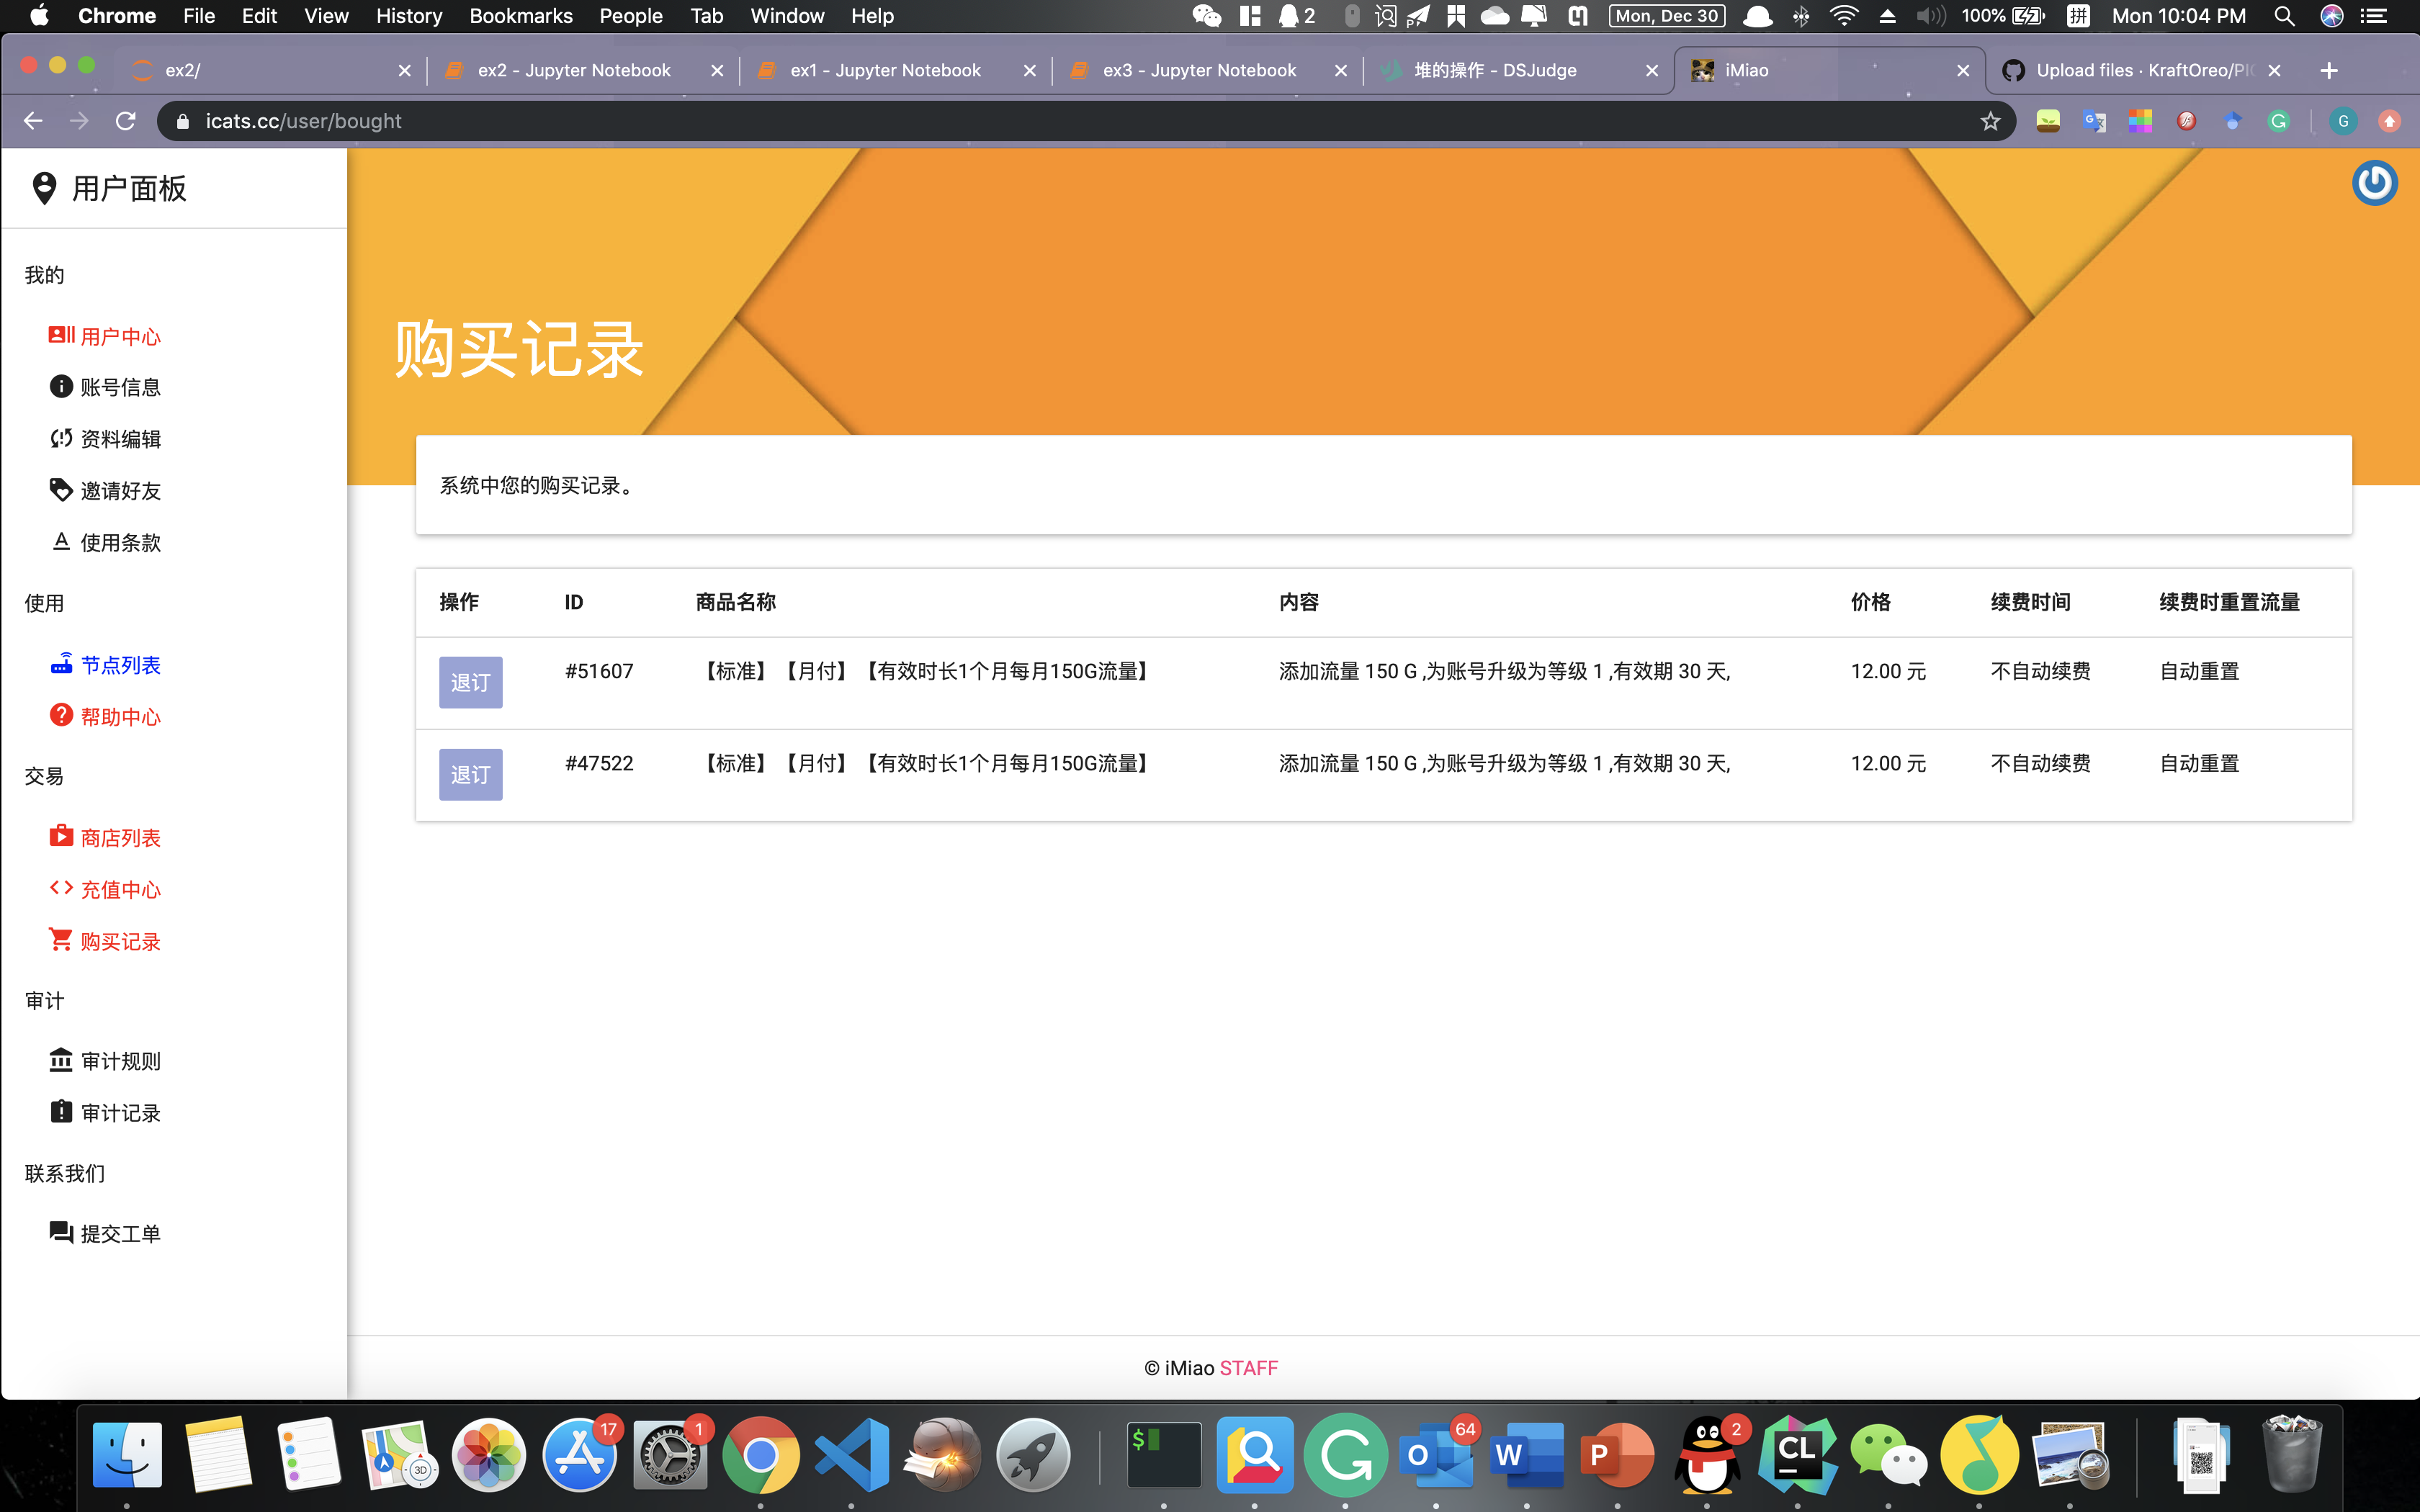 Chrome File Edit View History Bookmarks People Tab Window Help 2 Mon, Dec 30 100% 拼 Mon 10:04 PM
ex2/ ex2 - Jupyter Notebook ex1 - Jupyter Notebook ex3 - Jupyter Notebook 堆的操作 - DSJudge iMiao Upload files · KraftOreo/PI
icats.cc/user/bought G
用户面板
我的
用户中心
账号信息
资料编辑
邀请好友
使用条款
使用
节点列表
帮助中心
交易
商店列表
充值中心
购买记录
审计
审计规则
审计记录
联系我们
提交工单
购买记录
系统中您的购买记录。
操作 ID 商品名称 内容 价格 续费时间 续费时重置流量
退订 #51607 【标准】【月付】【有效时长1个月每月150G流量】 添加流量 150 G ,为账号升级为等级 1 ,有效期 30 天, 12.00 元 不自动续费 自动重置
退订 #47522 【标准】【月付】【有效时长1个月每月150G流量】 添加流量 150 G ,为账号升级为等级 1 ,有效期 30 天, 12.00 元 不自动续费 自动重置
© iMiao STAFF
3D 17 1 $ O 64 W P 2 CL